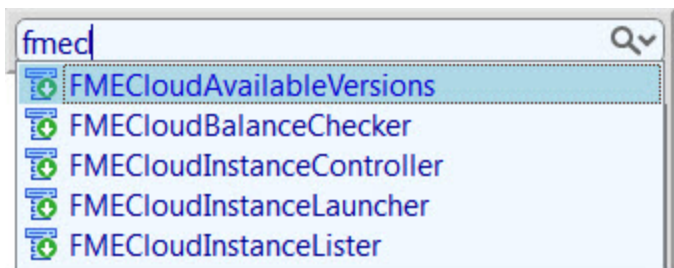 fmec
FMECloudAvailableVersions
FMECloudBalanceChecker
FMECloudInstanceController
FMECloudInstanceLauncher
FMECloudInstanceLister